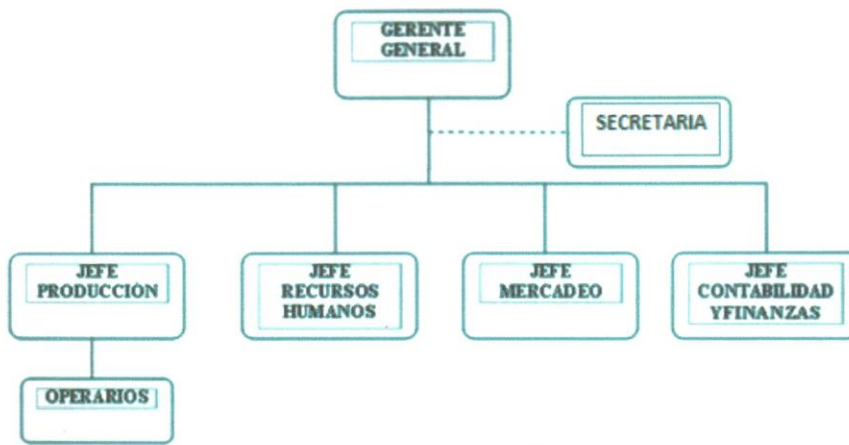 GERENTE
GENERAL
SECRETARIA
JEFE
PRODUCCIÓN
JEFE
RECURSOS
HUMANOS
JEFE
MERCADEO
JEFE
CONTABILIDAD
YFINANZAS
OPERARIOS